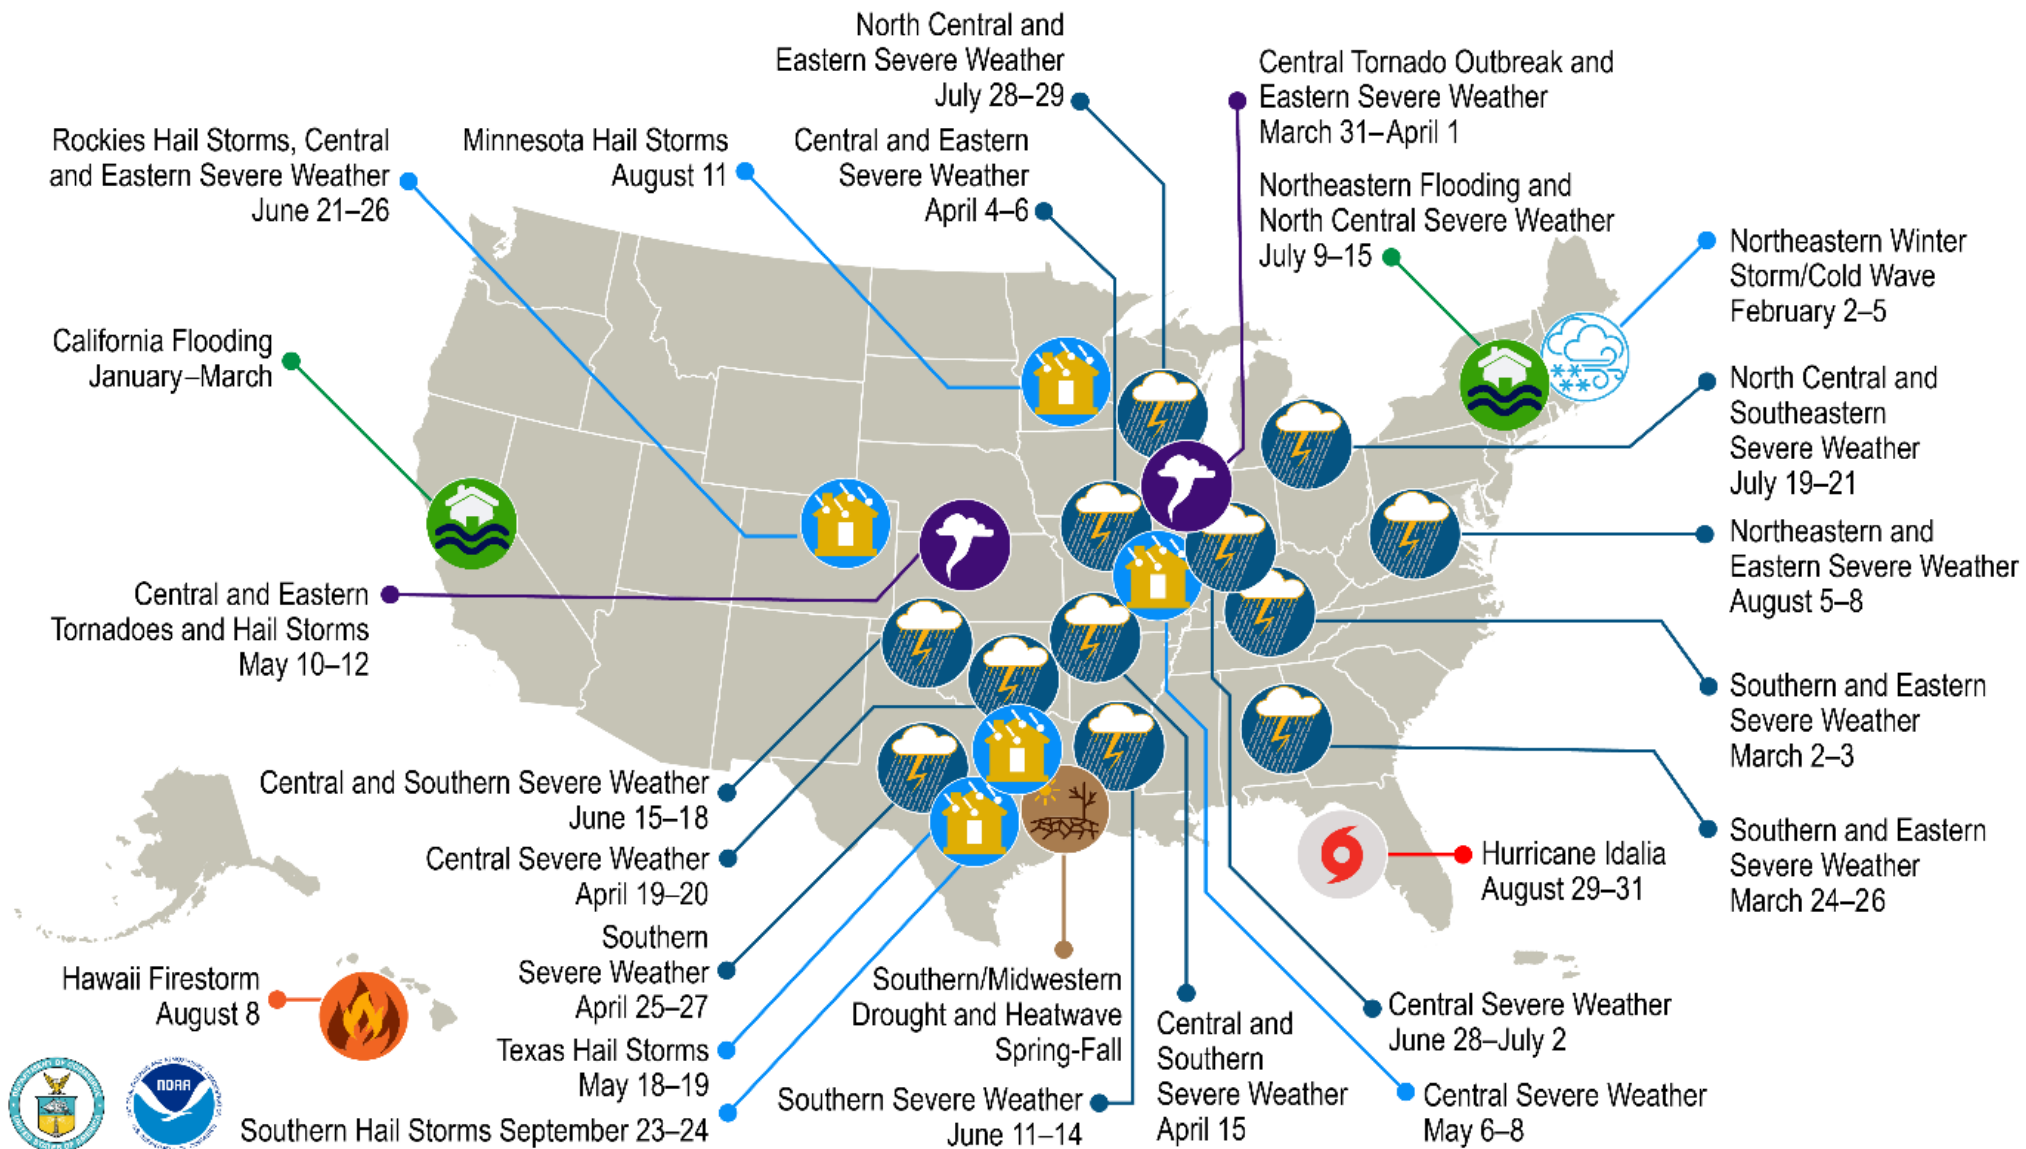 North Central and
Eastern Severe Weather
July 28–29
Central Tornado Outbreak and
Eastern Severe Weather
March 31–April 1
Rockies Hail Storms, Central
and Eastern Severe Weather
June 21–26
Minnesota Hail Storms
August 11
Central and Eastern
Severe Weather
April 4–6
Northeastern Flooding and
North Central Severe Weather
July 9–15
Northeastern Winter
Storm/Cold Wave
February 2–5
California Flooding
January–March
North Central and
Southeastern
Severe Weather
July 19–21
Northeastern and
Eastern Severe Weather
August 5–8
Central and Eastern
Tornadoes and Hail Storms
May 10–12
Southern and Eastern
Severe Weather
March 2–3
Central and Southern Severe Weather
June 15–18
Central Severe Weather
April 19–20
Southern and Eastern
Severe Weather
March 24–26
Hurricane Idalia
August 29–31
Southern
Severe Weather
April 25–27
Hawaii Firestorm
August 8
Southern/Midwestern
Drought and Heatwave
Spring-Fall
Central and
Southern
Severe Weather
April 15
Central Severe Weather
June 28–July 2
Texas Hail Storms
May 18–19
Southern Severe Weather
June 11–14
Central Severe Weather
May 6–8
Southern Hail Storms September 23–24
NOAA